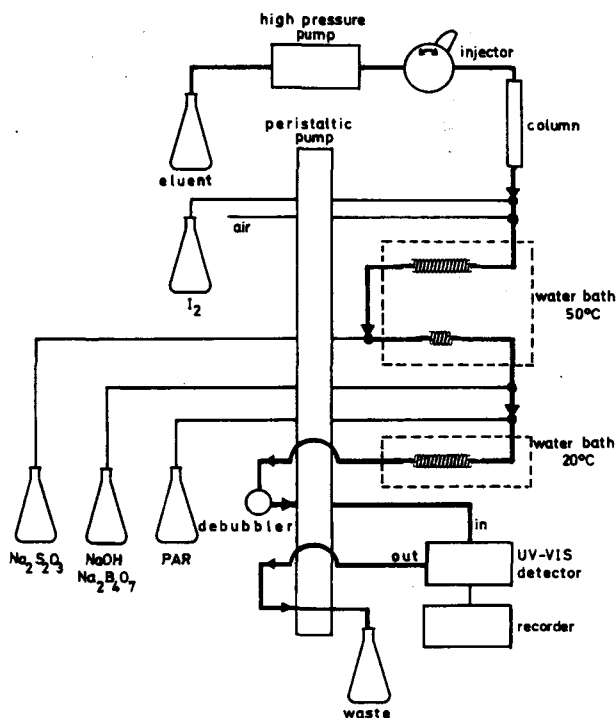 high pressure
pump
injector
column
peristaltic
pump
eluent
air
I2
water bath
50°C
water bath
20°C
debubbler
in
out
UV-VIS
detector
recorder
Na2S2O3
NaOH
Na2B4O7
PAR
waste